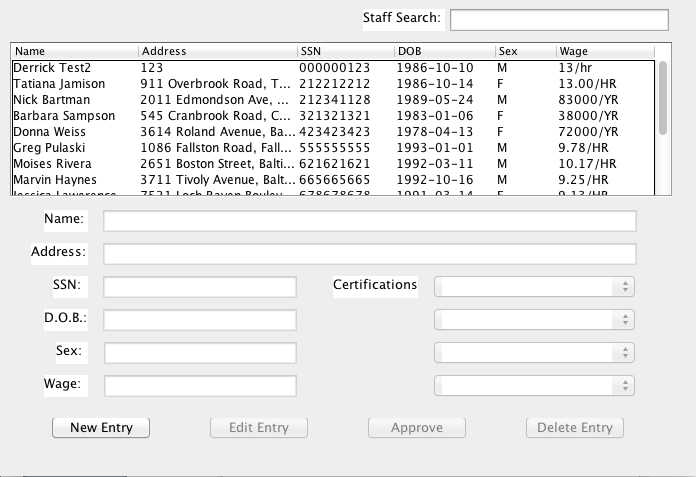 Staff Search:
Name Address SSN DOB Sex Wage
Derrick Test2 123 000000123 1986-10-10 M 13/hr
Tatiana Jamison 911 Overbrook Road, T... 212212212 1986-10-14 F 13.00/HR
Nick Bartman 2011 Edmondson Ave, ... 212341128 1989-05-24 M 83000/YR
Barbara Sampson 545 Cranbrook Road, C... 321321321 1983-01-06 F 38000/YR
Donna Weiss 3614 Roland Avenue, Ba... 423423423 1978-04-13 F 72000/YR
Greg Pulaski 1086 Fallston Road, Fall... 555555555 1993-01-01 M 9.78/HR
Moises Rivera 2651 Boston Street, Balti... 621621621 1992-03-11 M 10.17/HR
Marvin Haynes 3711 Tivoly Avenue, Balt... 665665665 1992-10-16 M 9.25/HR
Jessica Lawerence 7521 Loch Raven Boulev... 678678678 1991-03-14 F 9.13/HR
Name:
Address:
SSN: Certifications
D.O.B.:
Sex:
Wage:
New Entry Edit Entry Approve Delete Entry